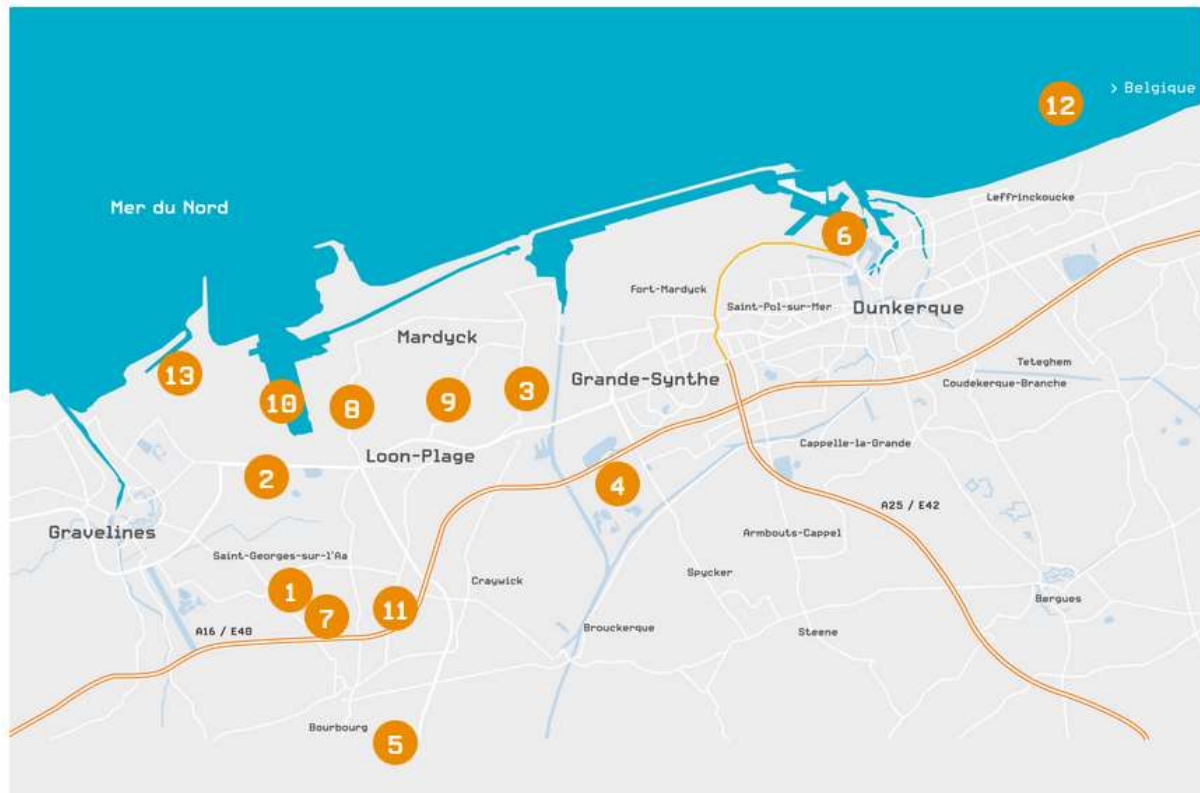 > Belgique
12
Leffrinckoucke
Mer du Nord
6
Fort-Mardyck
Saint-Pol-sur-Mer
Dunkerque
Mardyck
Teteghem
13
Grande-Synthe
Coudekerque-Branche
3
10
8
9
Loon-Plage
Cappelle-la-Grande
2
4
A25 / E42
Gravelines
Armbouts-Cappel
Saint-Georges-sur-l'Aa
Craywick
Spycker
1
Bergues
7
11
A16 / E40
Brouckerque
Steene
Bourbourg
5